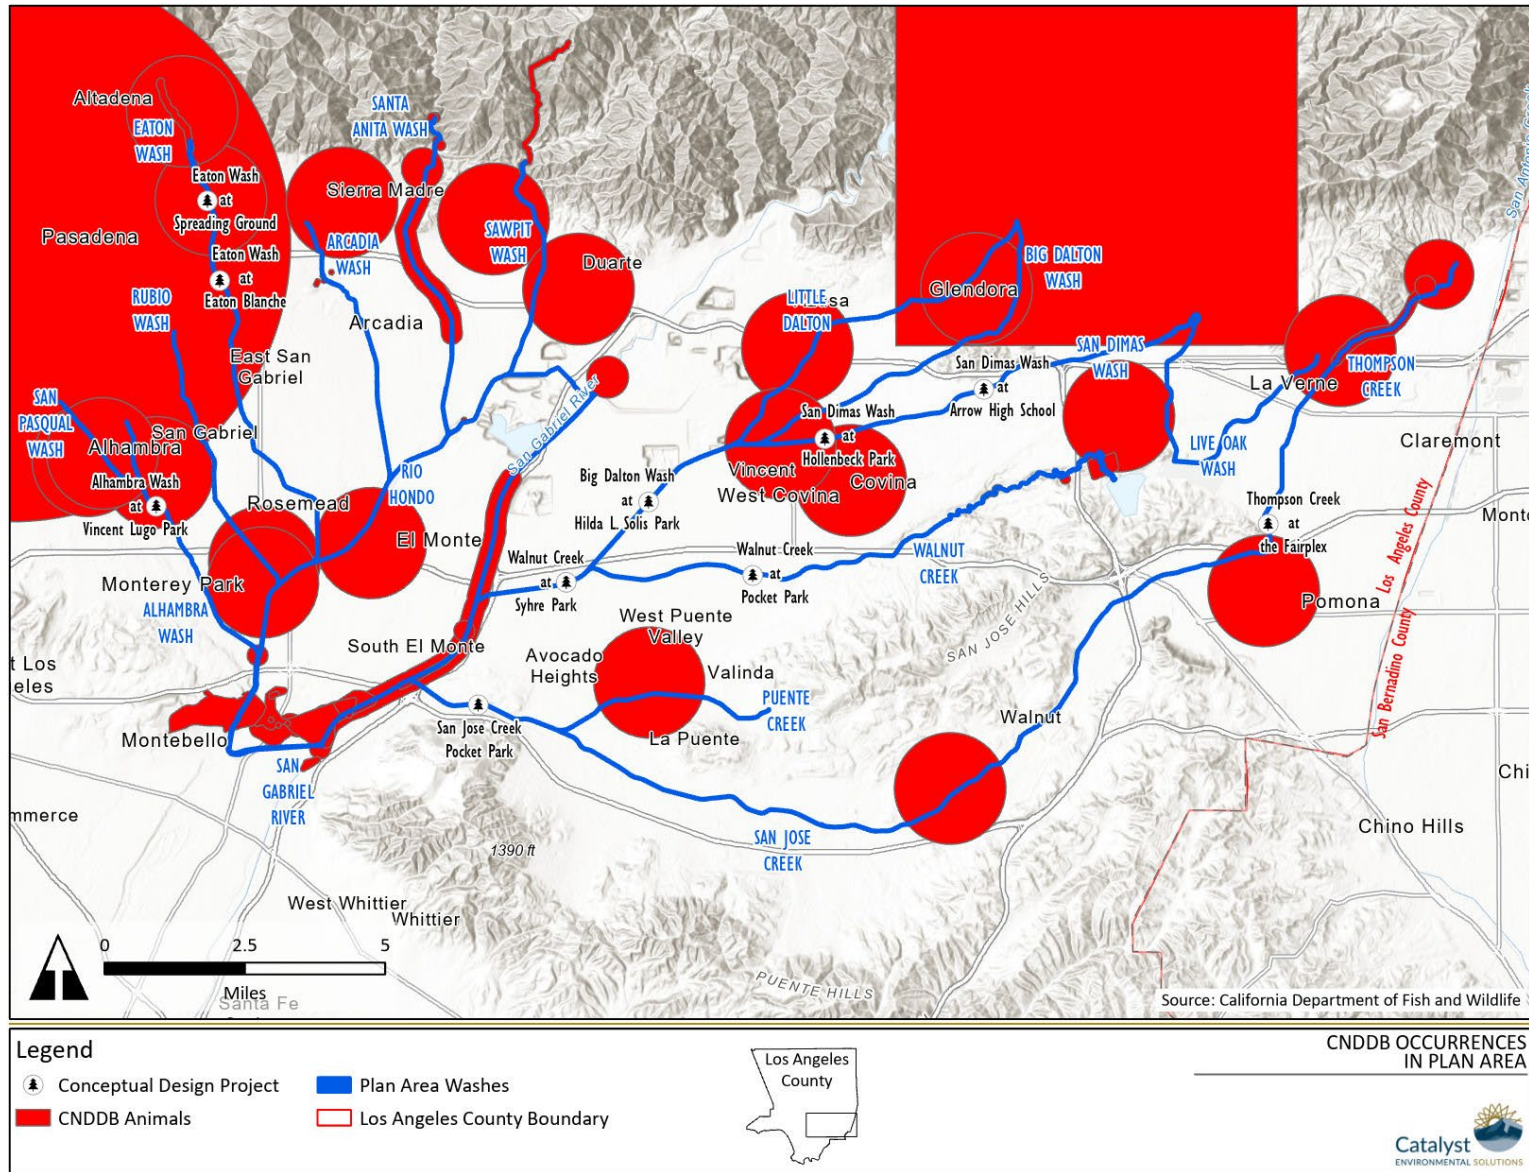 Altadena
EATON
WASH
SANTA
ANITA WASH
Eaton Wash
at
Spreading Ground
Sierra Madre
Pasadena
ARCADIA
WASH
SAWPIT
WASH
Duarte
Eaton Wash
at
Eaton Blanche
RUBIO
WASH
Arcadia
East San
Gabriel
SAN
PASQUAL
WASH
Alhambra
San Gabriel
Alhambra Wash
at
Vincent Lugo Park
RIO
HONDO
Rosemead
El Monte
San Gabriel River
Monterey Park
ALHAMBRA
WASH
South El Monte
Montebello
SAN
GABRIEL
RIVER
t Los
eles
mmerce
LITTLE
DALTON
sa
Glendora
BIG DALTON
WASH
San Dimas Wash
at
Arrow High School
SAN DIMAS
WASH
San Dimas Wash
at
Hollenbeck Park
Vincent
West Covina
Covina
Big Dalton Wash
at
Hilda L. Solis Park
Walnut Creek
at
Syhre Park
Walnut Creek
at
Pocket Park
WALNUT
CREEK
LIVE OAK
WASH
La Verne
THOMPSON
CREEK
Claremont
Thompson Creek
at
the Fairplex
Monte
Pomona
Los Angeles County
San Bernadino County
San Antonio
SAN JOSE HILLS
West Puente
Valley
Avocado
Heights
Valinda
PUENTE
CREEK
La Puente
San Jose Creek
Pocket Park
Walnut
SAN JOSE
CREEK
Chi
Chino Hills
1390 ft
West Whittier
Whittier
PUENTE HILLS
0 2.5 5
Miles
Santa Fe
Source: California Department of Fish and Wildlife
Legend
Conceptual Design Project
CNDDB Animals
Plan Area Washes
Los Angeles County Boundary
Los Angeles
County
CNDDB OCCURRENCES
IN PLAN AREA
Catalyst
ENVIRONMENTAL SOLUTIONS